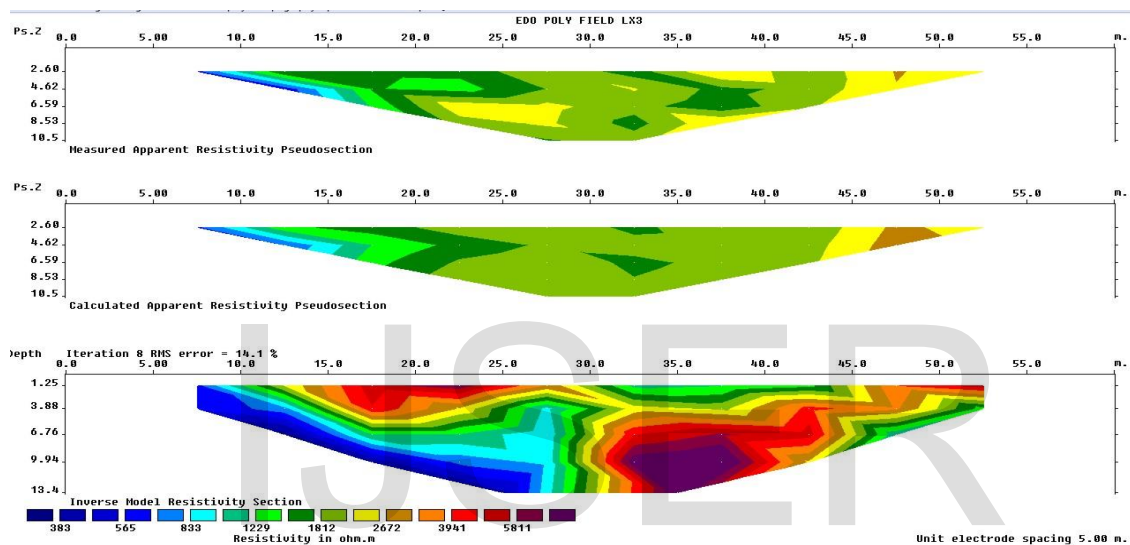 EDO POLY FIELD LX3
Ps.Z 0.0 5.00 10.0 15.0 20.0 25.0 30.0 35.0 40.0 45.0 50.0 55.0 m.
2.60
4.62
6.59
8.53
10.5
Measured Apparent Resistivity Pseudosection
Ps.Z 0.0 5.00 10.0 15.0 20.0 25.0 30.0 35.0 40.0 45.0 50.0 55.0 m.
2.60
4.62
6.59
8.53
10.5
Calculated Apparent Resistivity Pseudosection
Depth Iteration 8 RMS error = 14.1 %
0.0 5.00 10.0 15.0 20.0 25.0 30.0 35.0 40.0 45.0 50.0 55.0 m.
1.25
3.88
6.76
9.94
13.4
IJSER
Inverse Model Resistivity Section
383 565 833 1229 1812 2672 3941 5811
Resistivity in ohm.m Unit electrode spacing 5.00 m.